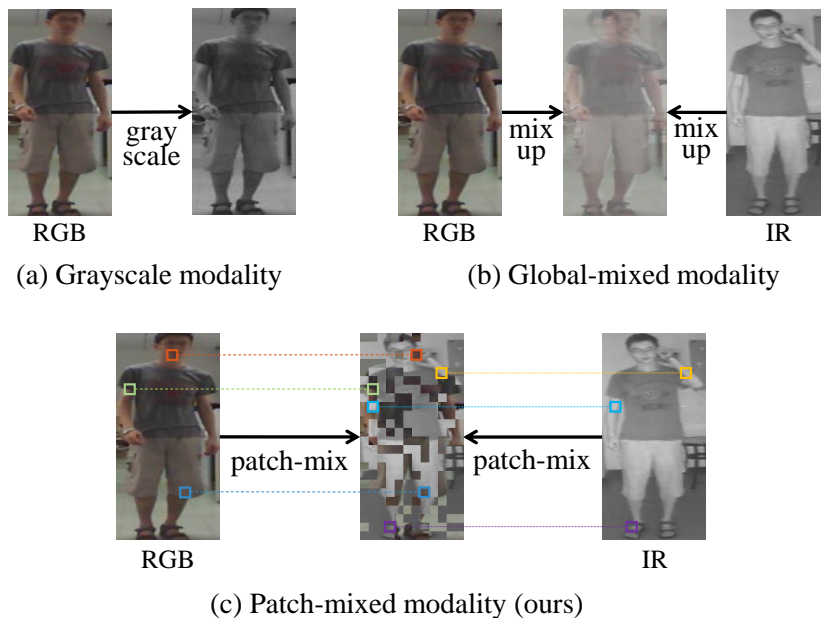 gray
scale
mix
up
mix
up
RGB
RGB
IR
(a) Grayscale modality
(b) Global-mixed modality
patch-mix
patch-mix
RGB
IR
(c) Patch-mixed modality (ours)